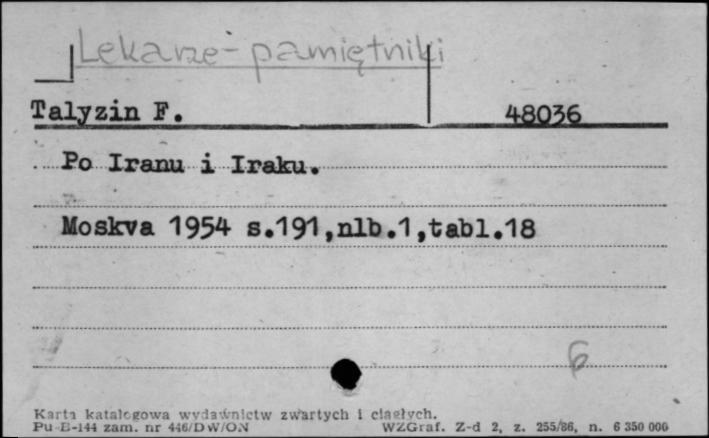 Lekarze - pamiętniki
Talyzin F. 48036
Po Iranu i Iraku.
Moskva 1954 s.191,nlb.1,tabl.18
6
Karta katalogowa wydawnictw zwartych i ciągłych.
Pu-B-144 zam. nr 446/DW/ON WZGraf. Z-d 2, z. 255/86, n. 6 350 000